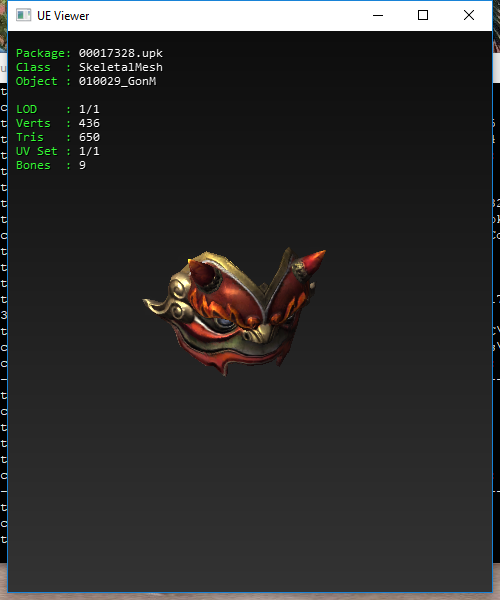 UE Viewer
Package: 00017328.upk
Class : SkeletalMesh
Object : 010029_GonM
LOD : 1/1
Verts : 436
Tris : 650
UV Set : 1/1
Bones : 9